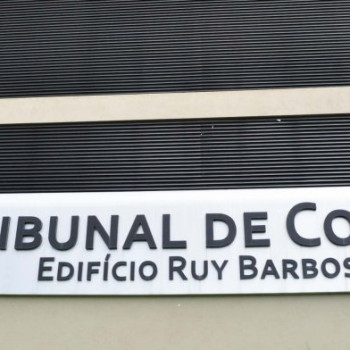 IBUNAL DE CO
EDIFÍCIO RUY BARBOS